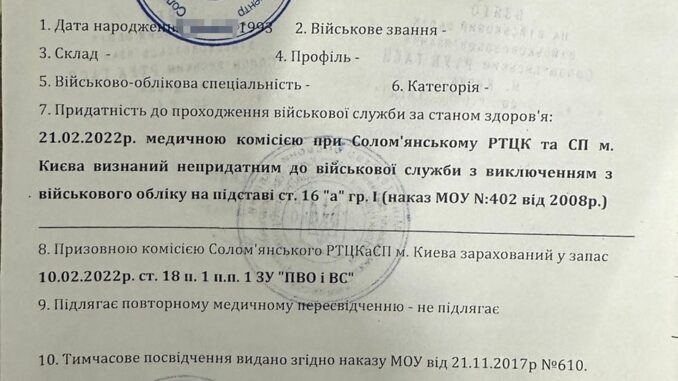 1. Дата народжен 1993 2. Військове звання -
3. Склад - 4. Профіль -
5. Військово-облікова спеціальність - 6. Категорія -
7. Придатність до проходження військової служби за станом здоров'я:
21.02.2022р. медичною комісією при Солом'янському РТЦК та СП м.
Києва визнаний непридатним до військової служби з виключенням з
військового обліку на підставі ст. 16 "а" гр. І (наказ МОУ N:402 від 2008р.)
8. Призовною комісією Солом'янського РТЦКаСП м. Києва зарахований у запас
10.02.2022р. ст. 18 п. 1 п.п. 1 ЗУ "ПВО і ВС"
9. Підлягає повторному медичному пересвідченню - не підлягає
10. Тимчасове посвідчення видано згідно наказу МОУ від 21.11.2017р №610.